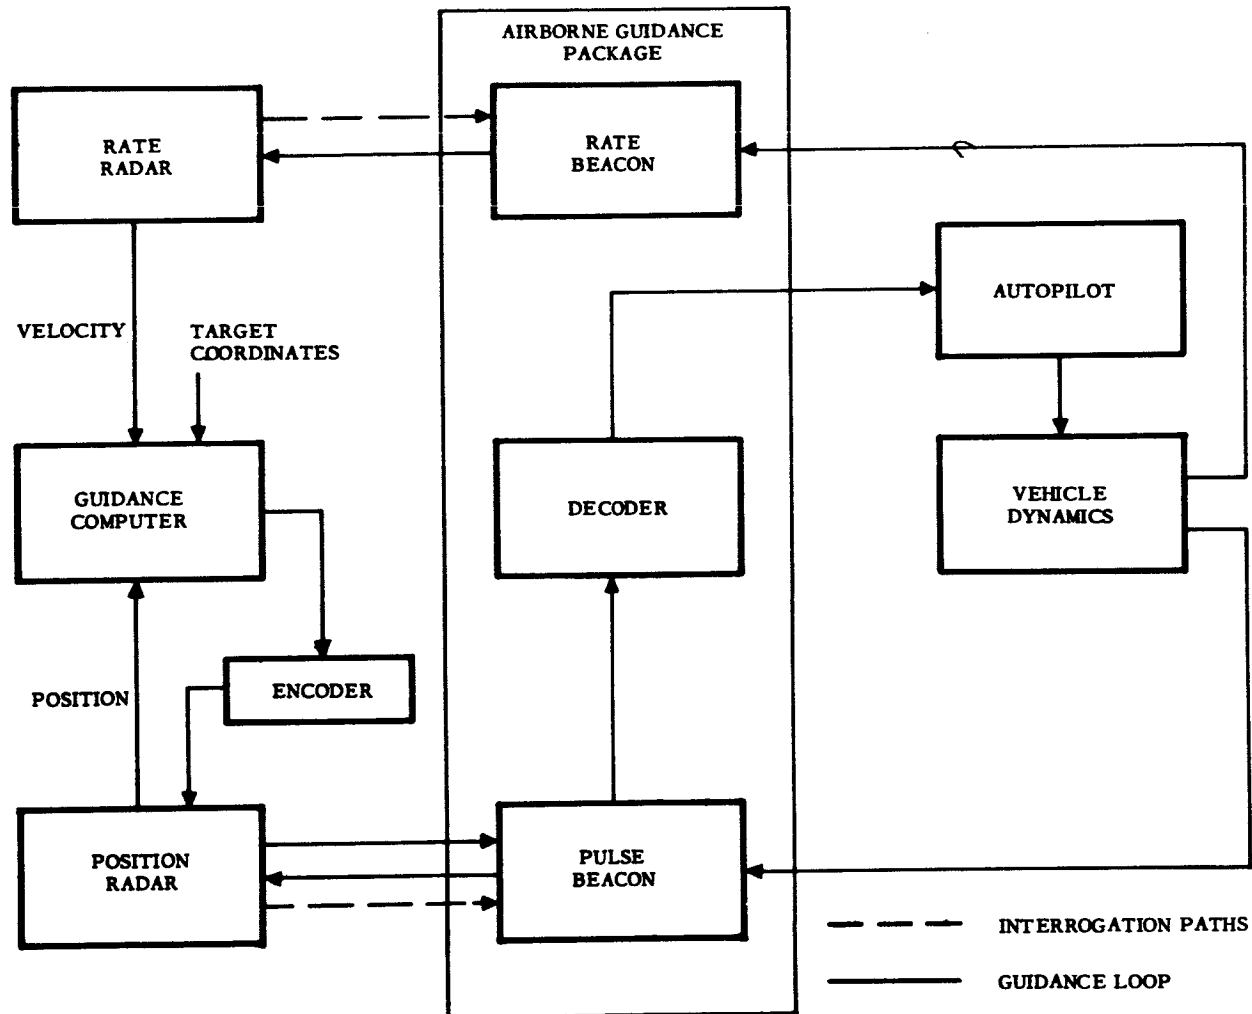 AIRBORNE GUIDANCE
PACKAGE
RATE
RADAR
RATE
BEACON
AUTOPILOT
VELOCITY
TARGET
COORDINATES
GUIDANCE
COMPUTER
DECODER
VEHICLE
DYNAMICS
ENCODER
POSITION
POSITION
RADAR
PULSE
BEACON
INTERROGATION PATHS
GUIDANCE LOOP